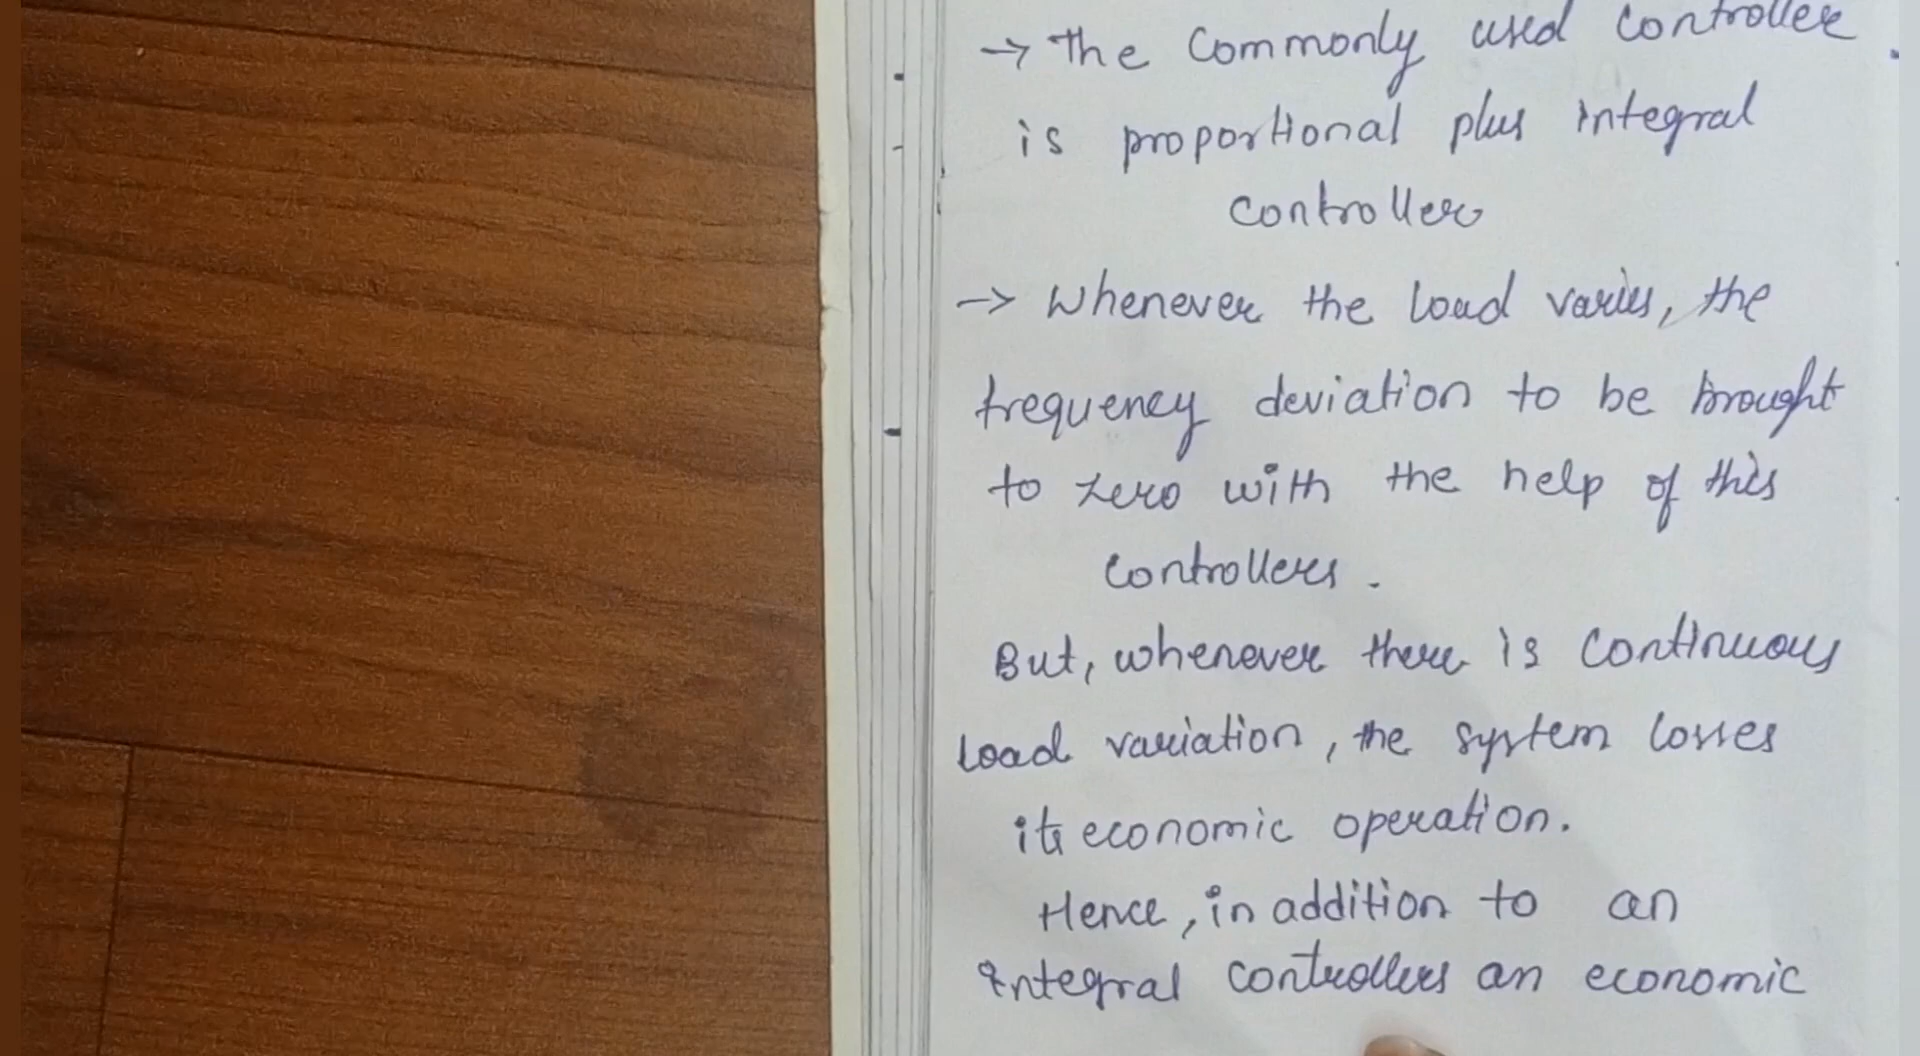 → The Commonly used Controller
is proportional plus integral
Controller
→ Whenever the load varies, the
frequency deviation to be brought
to zero with the help of this
Controllers.
But, whenever there is continuous
load variation, the system losses
its economic operation.
Hence, in addition to an
integral controllers an economic